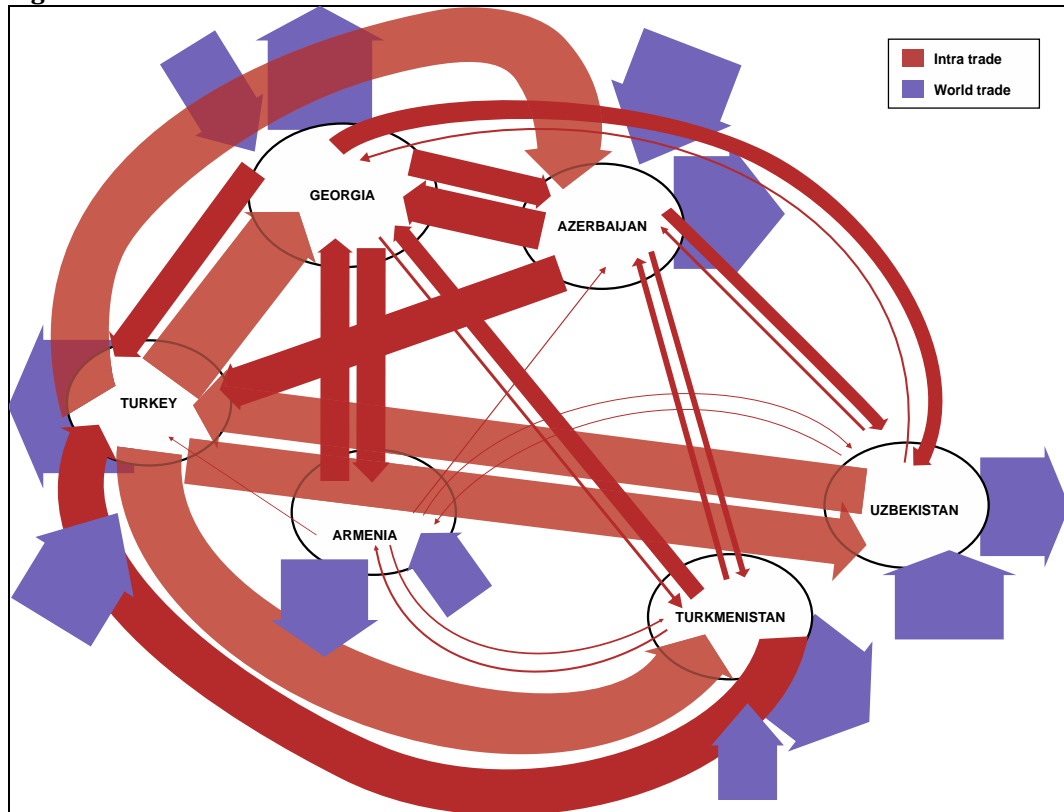 Intra trade
World trade
GEORGIA
AZERBAIJAN
TURKEY
ARMENIA
UZBEKISTAN
TURKMENISTAN